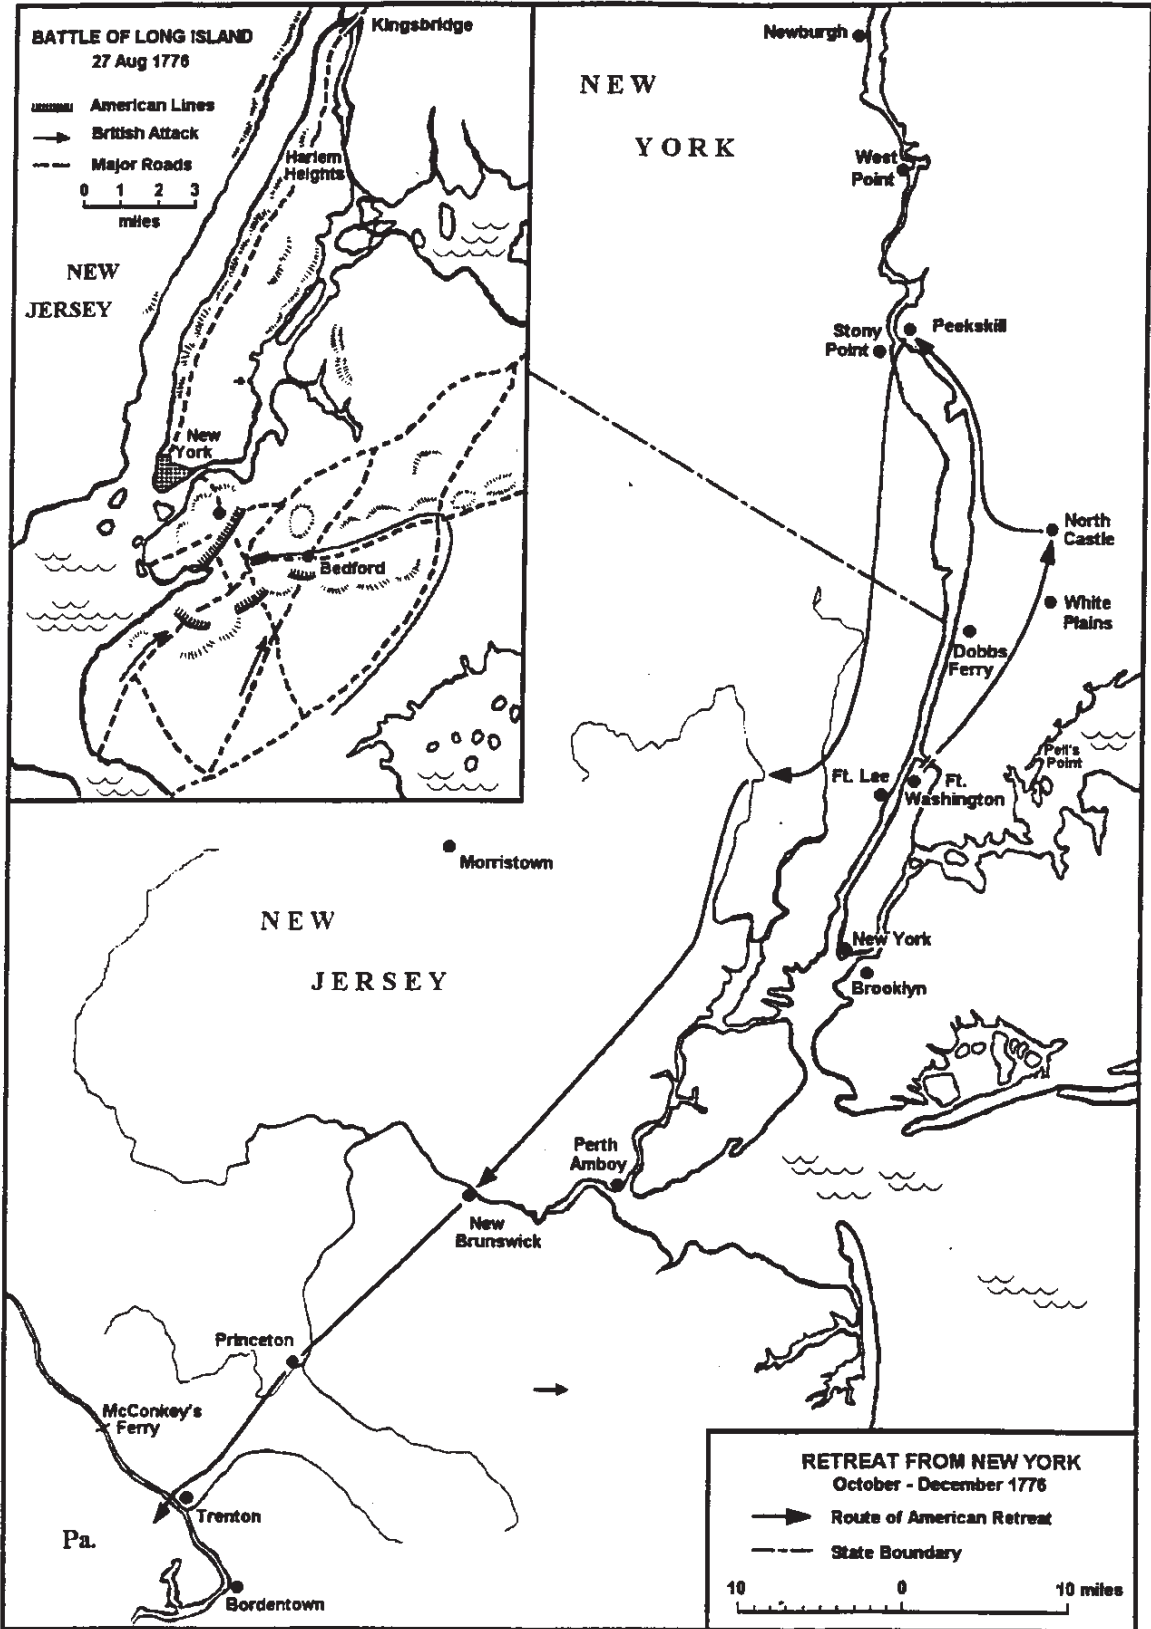 BATTLE OF LONG ISLAND
27 Aug 1776
American Lines
British Attack
Major Roads
0 1 2 3
miles
Kingsbridge
Harlem
Heights
NEW
JERSEY
New
York
Bedford
NEW
YORK
Newburgh
West
Point
Stony
Point
Peekskill
North
Castle
White
Plains
Dobbs
Ferry
Pell's
Point
Ft. Lee
Ft.
Washington
Morristown
NEW
JERSEY
New York
Brooklyn
Perth
Amboy
New
Brunswick
Princeton
McConkey's
Ferry
Trenton
Pa.
Bordentown
RETREAT FROM NEW YORK
October - December 1776
Route of American Retreat
State Boundary
10 0 10 miles